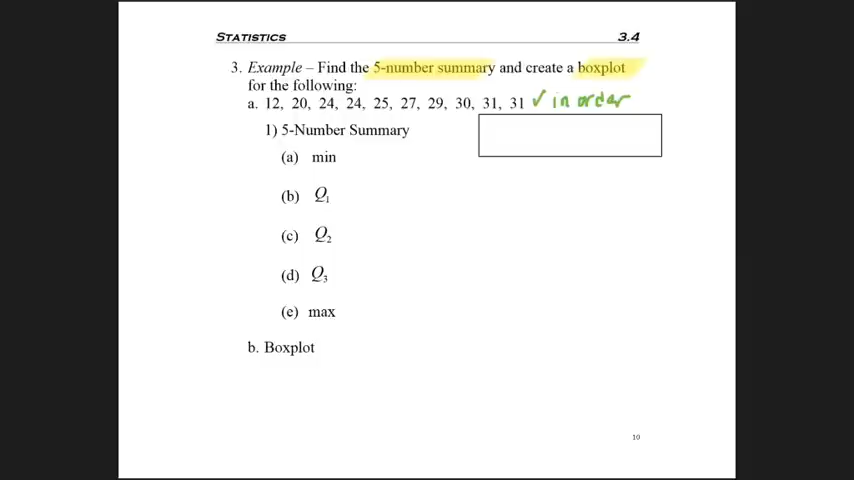 STATISTICS 3.4
3. Example – Find the 5-number summary and create a boxplot
for the following:
a. 12, 20, 24, 24, 25, 27, 29, 30, 31, 31 ✓ in order
1) 5-Number Summary
(a) min
(b) Q₁
(c) Q₂
(d) Q₃
(e) max
b. Boxplot
10